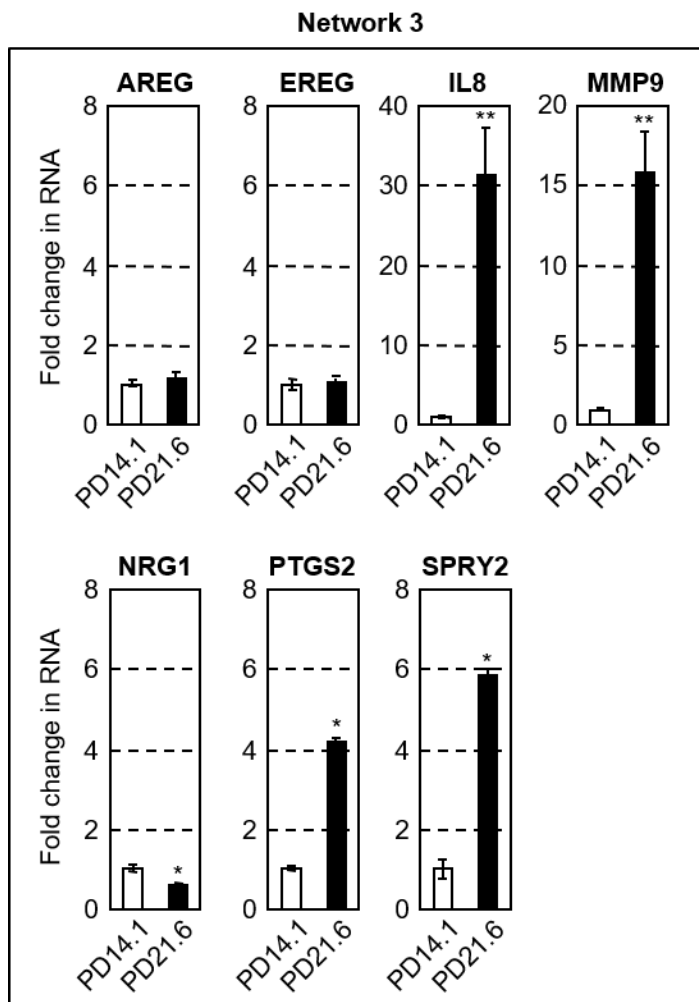 Network 3
AREG EREG IL8 MMP9
Fold change in RNA
8 8 40 20
6 6 30 15
4 4 20 10
2 2 10 5
0 0 0 0
** **
PD14.1 PD21.6 PD14.1 PD21.6 PD14.1 PD21.6 PD14.1 PD21.6
NRG1 PTGS2 SPRY2
Fold change in RNA
8 8 8
6 6 6
4 4 4
2 2 2
0 0 0
* * *
PD14.1 PD21.6 PD14.1 PD21.6 PD14.1 PD21.6